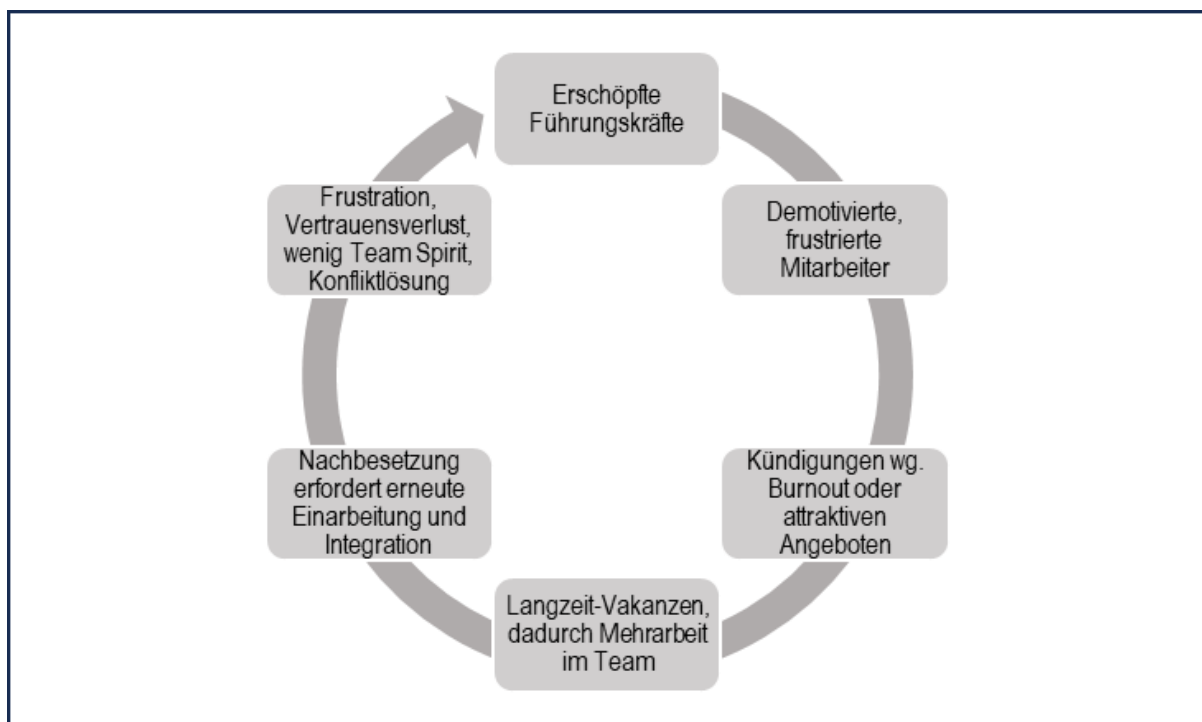 Erschöpfte
Führungskräfte
Demotivierte,
frustrierte
Mitarbeiter
Kündigungen wg.
Burnout oder
attraktiven
Angeboten
Langzeit-Vakanzen,
dadurch Mehrarbeit
im Team
Nachbesetzung
erfordert erneute
Einarbeitung und
Integration
Frustration,
Vertrauensverlust,
wenig Team Spirit,
Konfliktlösung